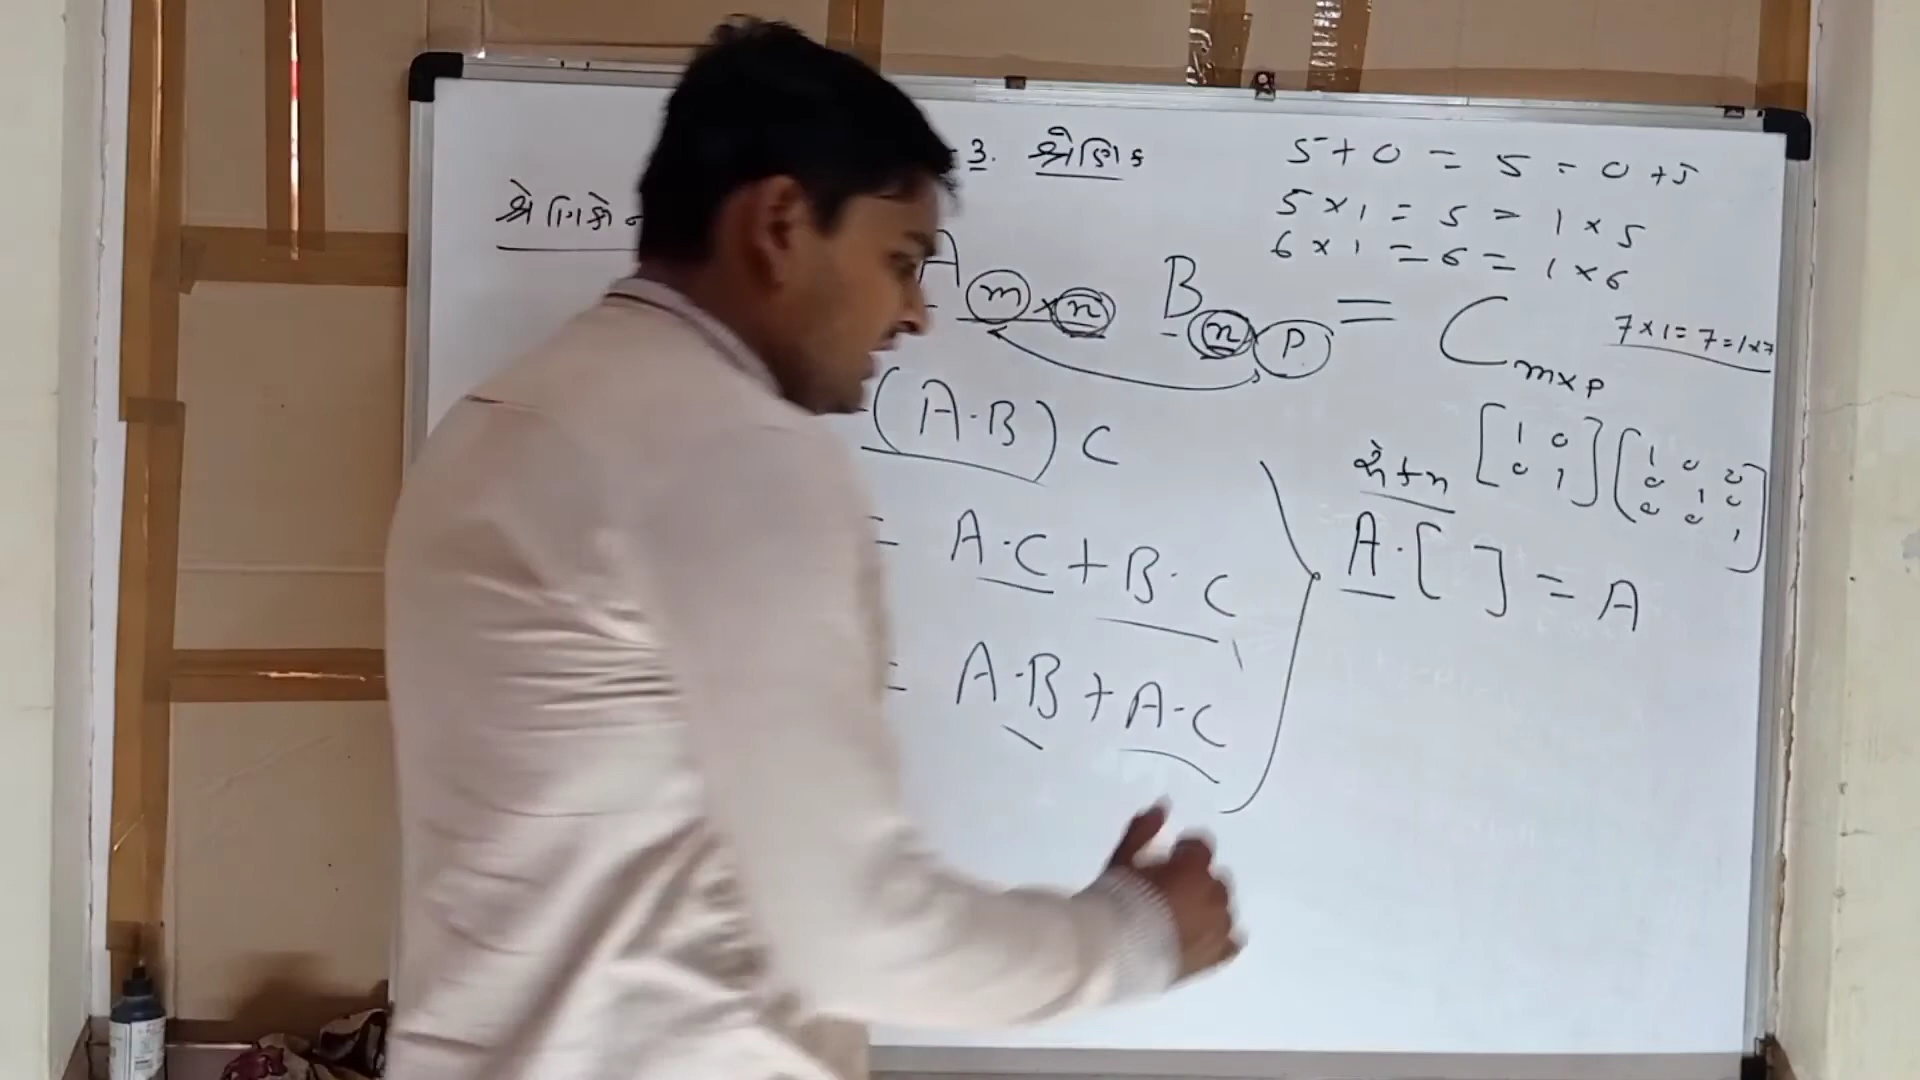 3. श्रेणिक
5 + 0 = 5 = 0 + 5
श्रेणिको
5 × 1 = 5 = 1 × 5
6 × 1 = 6 = 1 × 6
A m × n B n × P = C m × P
7 × 1 = 7 = 1 × 7
(A·B) C
[1 0
0 1] [1 0 0
0 1 0
0 0 1]
= A·C + B·C
A·[ ] = A
= A·B + A·C